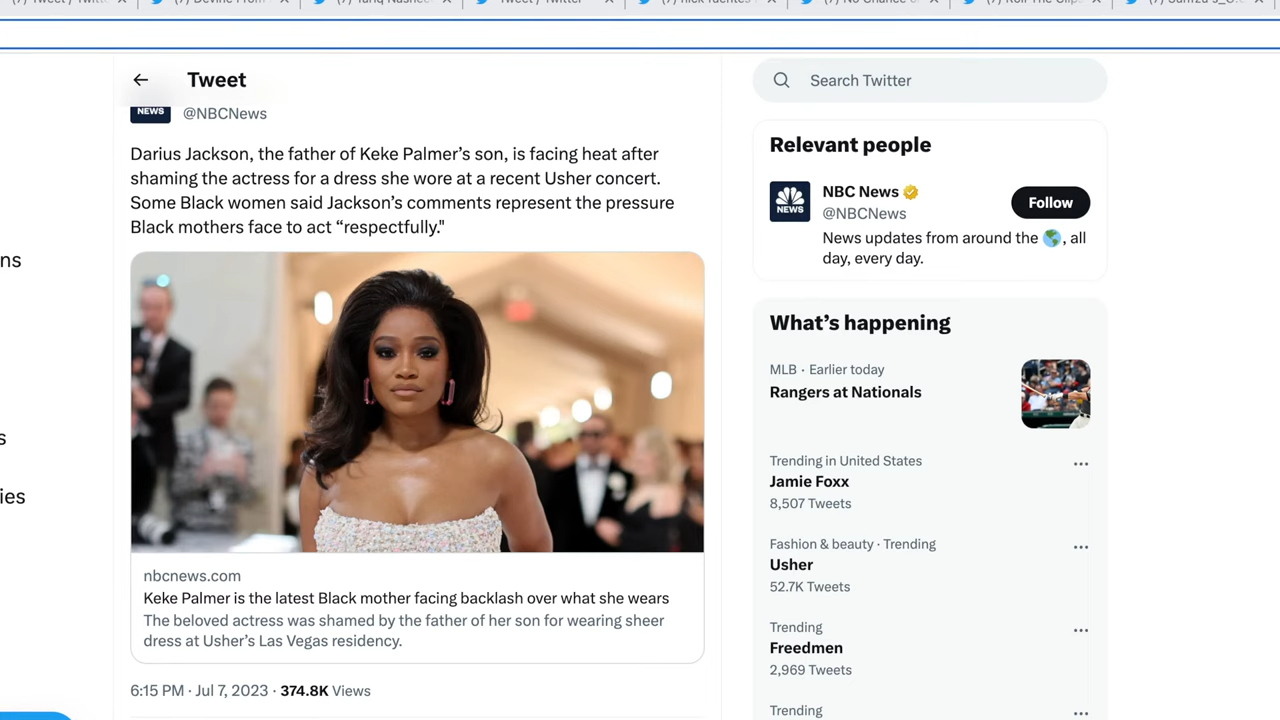 Tweet / Twitter
Tweet
Search Twitter
NEWS
@NBCNews
Darius Jackson, the father of Keke Palmer’s son, is facing heat after
shaming the actress for a dress she wore at a recent Usher concert.
Some Black women said Jackson’s comments represent the pressure
Black mothers face to act “respectfully."
nbcnews.com
Keke Palmer is the latest Black mother facing backlash over what she wears
The beloved actress was shamed by the father of her son for wearing sheer
dress at Usher’s Las Vegas residency.
6:15 PM · Jul 7, 2023 · 374.8K Views
Relevant people
NBC News
NEWS
@NBCNews
Follow
News updates from around the 🌎, all
day, every day.
What’s happening
MLB · Earlier today
Rangers at Nationals
Trending in United States
Jamie Foxx
8,507 Tweets
Fashion & beauty · Trending
Usher
52.7K Tweets
Trending
Freedmen
2,969 Tweets
Trending
ns
s
ies